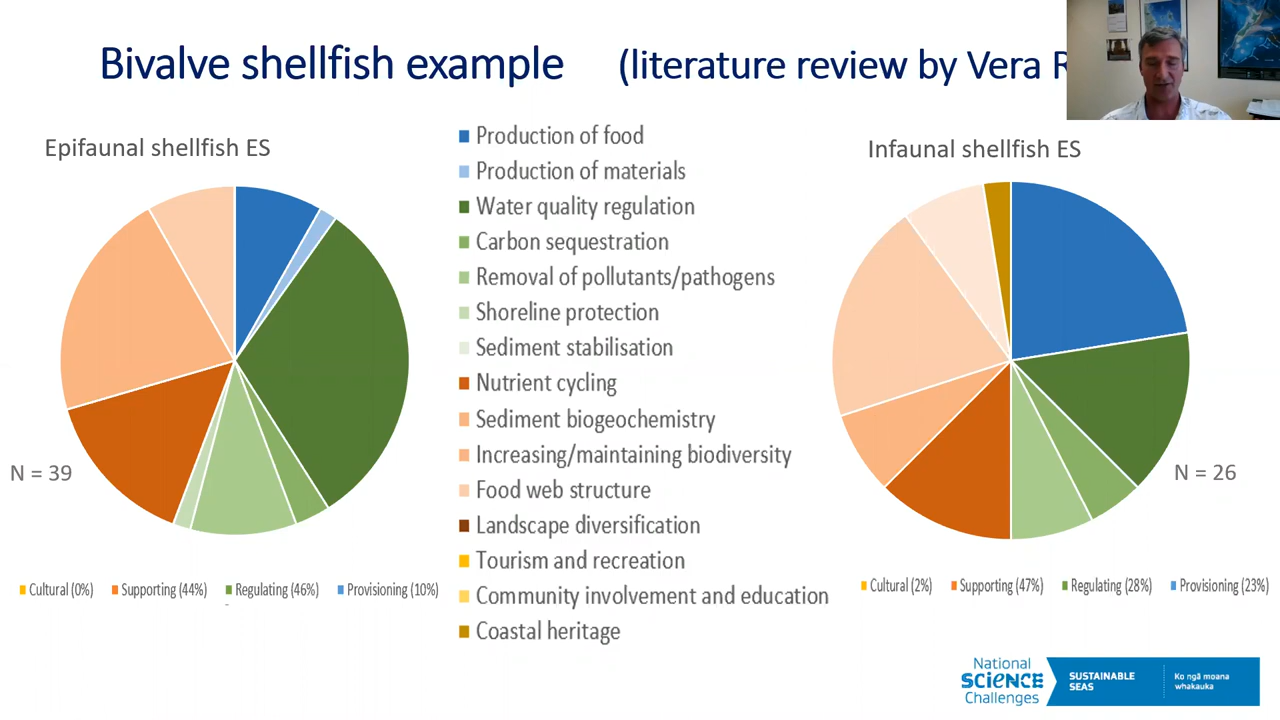 Bivalve shellfish example (literature review by Vera
Epifaunal shellfish ES
N = 39
Cultural (0%) Supporting (44%) Regulating (46%) Provisioning (10%)
Production of food
Production of materials
Water quality regulation
Carbon sequestration
Removal of pollutants/pathogens
Shoreline protection
Sediment stabilisation
Nutrient cycling
Sediment biogeochemistry
Increasing/maintaining biodiversity
Food web structure
Landscape diversification
Tourism and recreation
Community involvement and education
Coastal heritage
Infaunal shellfish ES
N = 26
Cultural (2%) Supporting (47%) Regulating (28%) Provisioning (23%)
National
SCIENCE
Challenges
SUSTAINABLE
SEAS
Ko ngā moana
whakauka